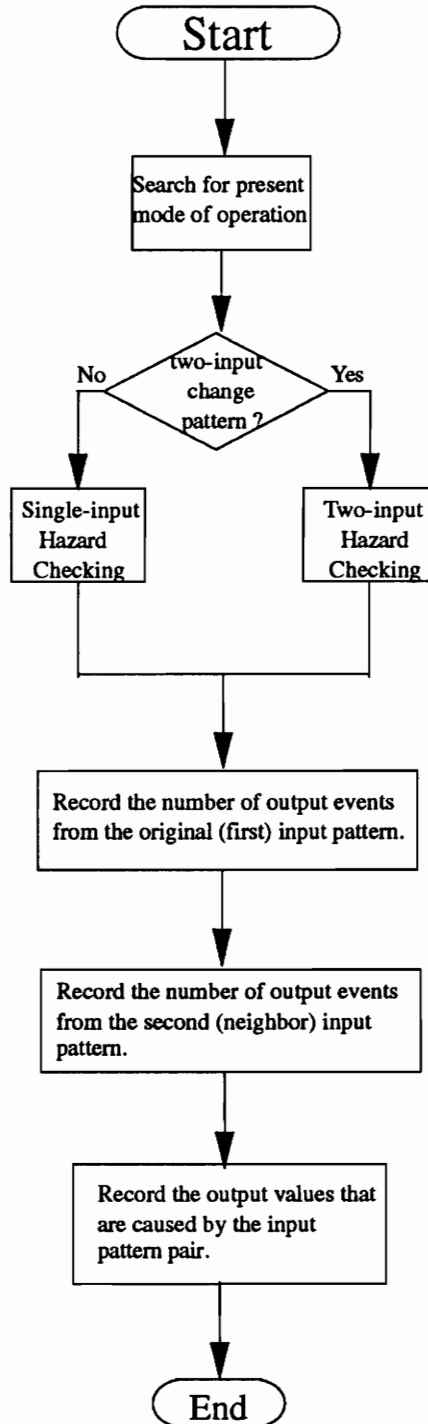 Start
Search for present
mode of operation
two-input
change
pattern ?
No
Yes
Single-input
Hazard
Checking
Two-input
Hazard
Checking
Record the number of output events
from the original (first) input pattern.
Record the number of output events
from the second (neighbor) input
pattern.
Record the output values that
are caused by the input
pattern pair.
End